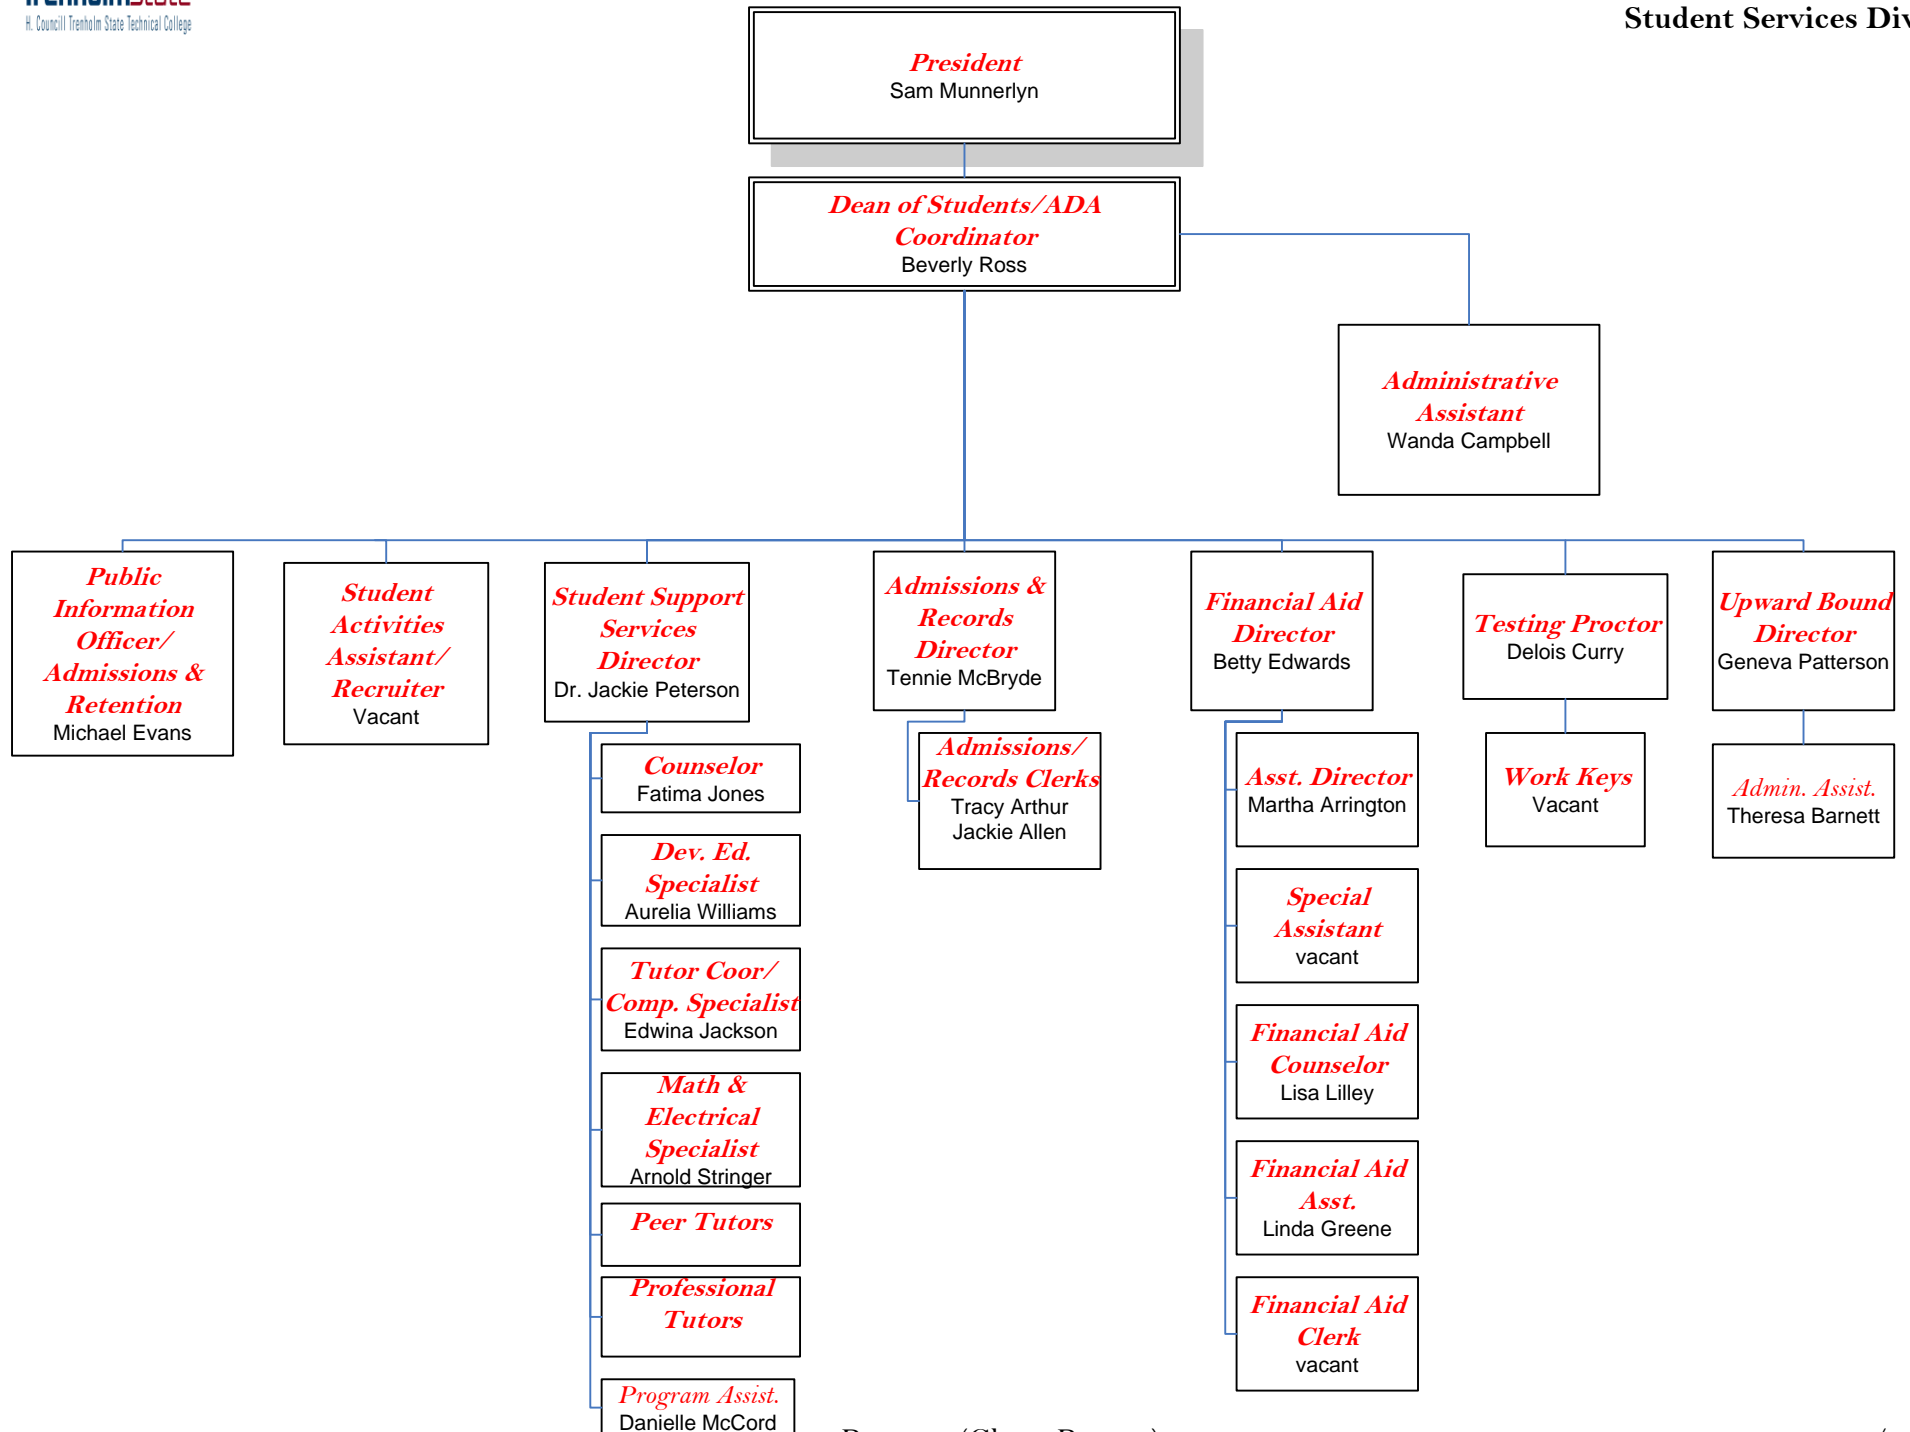 H. Councill Trenholm State Technical College
Student Services
President
Sam Munnerlyn
Dean of Students/ADA
Coordinator
Beverly Ross
Administrative
Assistant
Wanda Campbell
Public
Information
Officer/
Admissions &
Retention
Michael Evans
Student
Activities
Assistant/
Recruiter
Vacant
Student Support
Services
Director
Dr. Jackie Peterson
Admissions &
Records
Director
Tennie McBryde
Financial Aid
Director
Betty Edwards
Testing Proctor
Delois Curry
Upward Bound
Director
Geneva Patterson
Counselor
Fatima Jones
Dev. Ed.
Specialist
Aurelia Williams
Tutor Coor/
Comp. Specialist
Edwina Jackson
Math &
Electrical
Specialist
Arnold Stringer
Peer Tutors
Professional
Tutors
Program Assist.
Danielle McCord
Admissions/
Records Clerks
Tracy Arthur
Jackie Allen
Asst. Director
Martha Arrington
Special
Assistant
vacant
Financial Aid
Counselor
Lisa Lilley
Financial Aid
Asst.
Linda Greene
Financial Aid
Clerk
vacant
Work Keys
Vacant
Admin. Assist.
Theresa Barnett